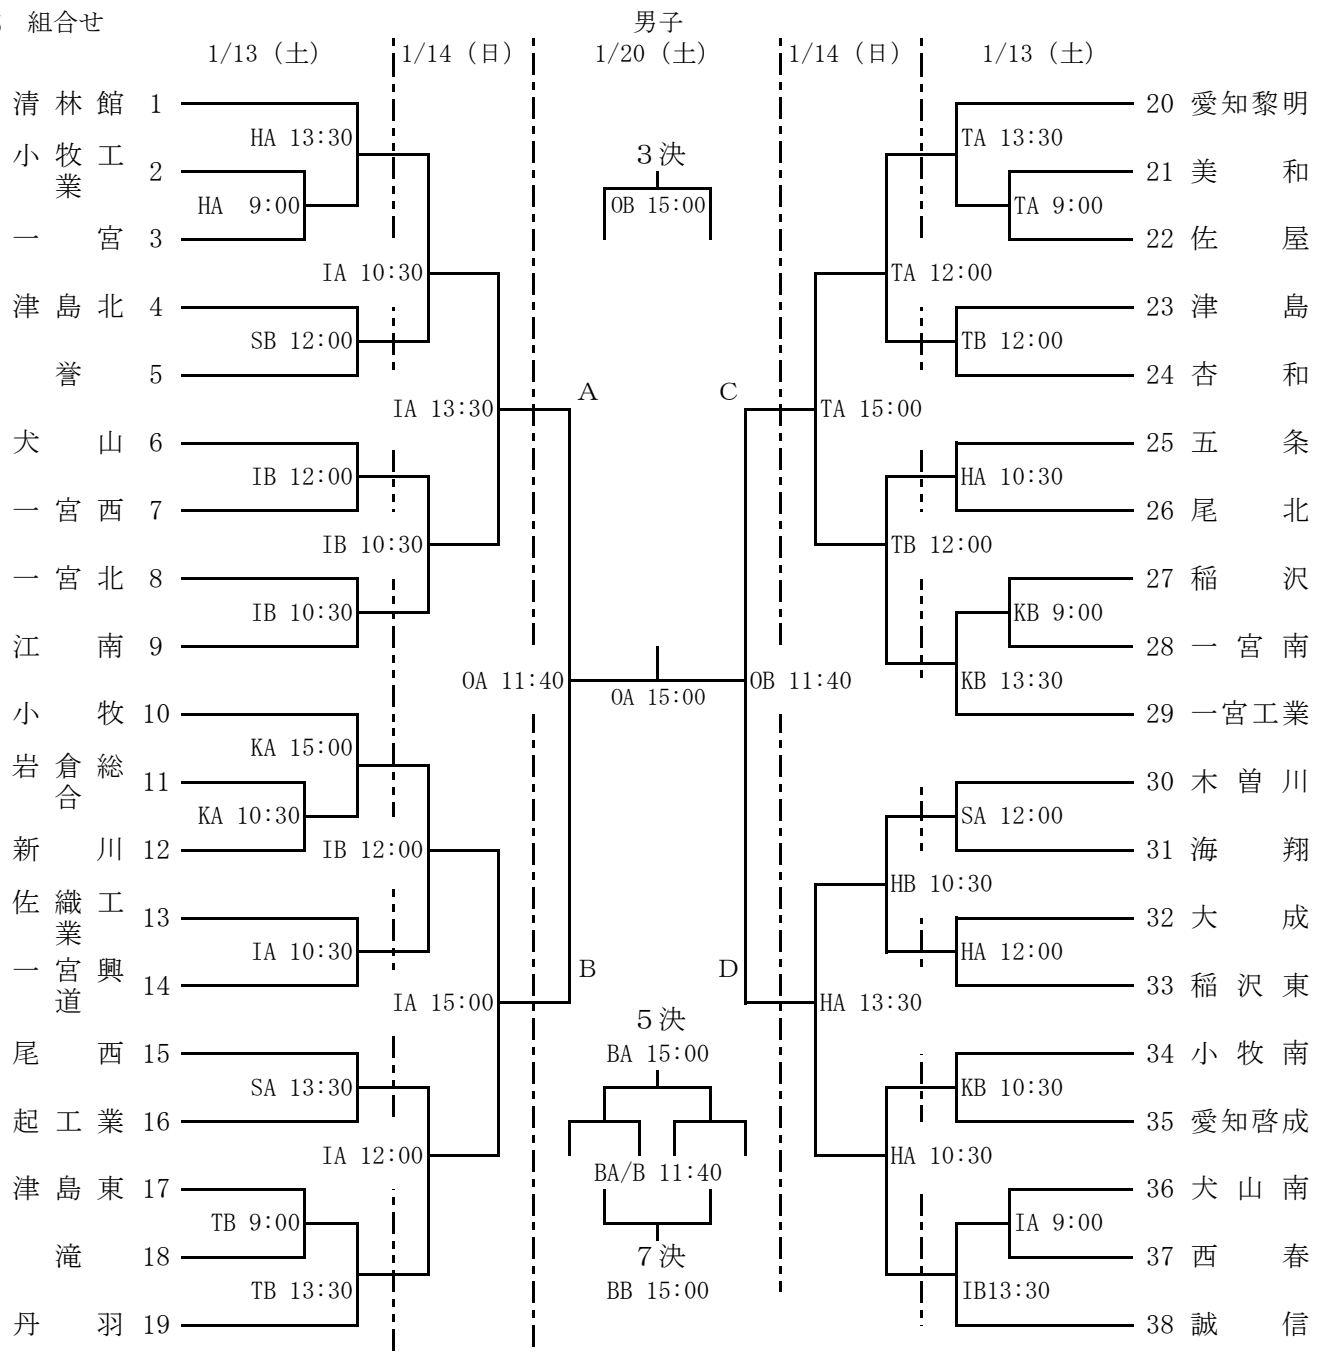 組合せ
男子
1/13（土）
1/14（日）
1/20（土）
1/14（日）
1/13（土）
清林館 1
HA 13:30
小牧工業 2
HA 9:00
一宮 3
IA 10:30
津島北 4
SB 12:00
誉 5
IA 13:30
犬山 6
IB 12:00
一宮西 7
IB 10:30
一宮北 8
IB 10:30
江南 9
OA 11:40
小牧 10
KA 15:00
岩倉総合 11
KA 10:30
新川 12
IB 12:00
佐織工業 13
IA 10:30
一宮興道 14
IA 15:00
尾西 15
SA 13:30
起工業 16
IA 12:00
津島東 17
TB 9:00
滝 18
TB 13:30
丹羽 19
3決
OB 15:00
A
C
OA 15:00
B
D
5決
BA 15:00
BA/B 11:40
7決
BB 15:00
20 愛知黎明
TA 13:30
21 美和
TA 9:00
22 佐屋
TA 12:00
23 津島
TB 12:00
24 杏和
TA 15:00
25 五条
HA 10:30
26 尾北
TB 12:00
27 稲沢
KB 9:00
28 一宮南
KB 13:30
OB 11:40
29 一宮工業
30 木曽川
SA 12:00
31 海翔
HB 10:30
32 大成
HA 12:00
33 稲沢東
HA 13:30
34 小牧南
KB 10:30
35 愛知啓成
HA 10:30
36 犬山南
IA 9:00
37 西春
IB13:30
38 誠信